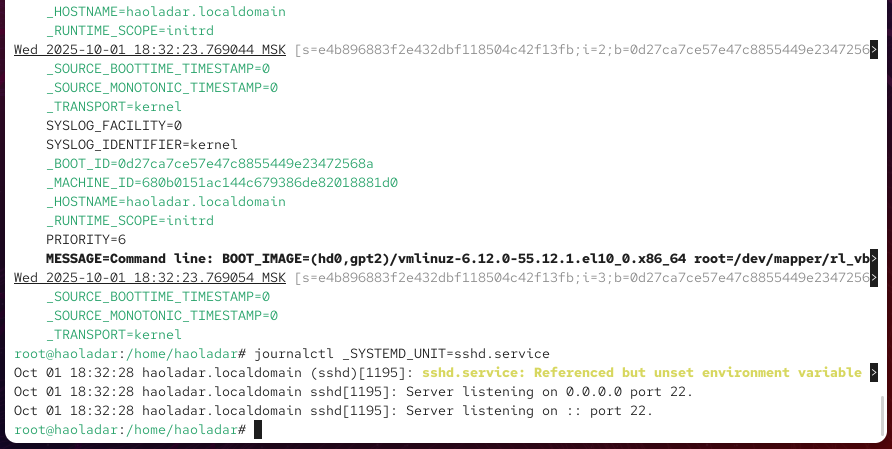 _HOSTNAME=haoladar.localdomain
_RUNTIME_SCOPE=initrd
Wed 2025-10-01 18:32:23.769044 MSK [s=e4b896883f2e432dbf118504c42f13fb;i=2;b=0d27ca7ce57e47c8855449e2347256>
_SOURCE_BOOTTIME_TIMESTAMP=0
_SOURCE_MONOTONIC_TIMESTAMP=0
_TRANSPORT=kernel
SYSLOG_FACILITY=0
SYSLOG_IDENTIFIER=kernel
_BOOT_ID=0d27ca7ce57e47c8855449e23472568a
_MACHINE_ID=680b0151ac144c679386de82018881d0
_HOSTNAME=haoladar.localdomain
_RUNTIME_SCOPE=initrd
PRIORITY=6
MESSAGE=Command line: BOOT_IMAGE=(hd0,gpt2)/vmlinuz-6.12.0-55.12.1.el10_0.x86_64 root=/dev/mapper/rl_vb>
Wed 2025-10-01 18:32:23.769054 MSK [s=e4b896883f2e432dbf118504c42f13fb;i=3;b=0d27ca7ce57e47c8855449e2347256>
_SOURCE_BOOTTIME_TIMESTAMP=0
_SOURCE_MONOTONIC_TIMESTAMP=0
_TRANSPORT=kernel
root@haoladar:/home/haoladar# journalctl _SYSTEMD_UNIT=sshd.service
Oct 01 18:32:28 haoladar.localdomain (sshd)[1195]: sshd.service: Referenced but unset environment variable >
Oct 01 18:32:28 haoladar.localdomain sshd[1195]: Server listening on 0.0.0.0 port 22.
Oct 01 18:32:28 haoladar.localdomain sshd[1195]: Server listening on :: port 22.
root@haoladar:/home/haoladar#